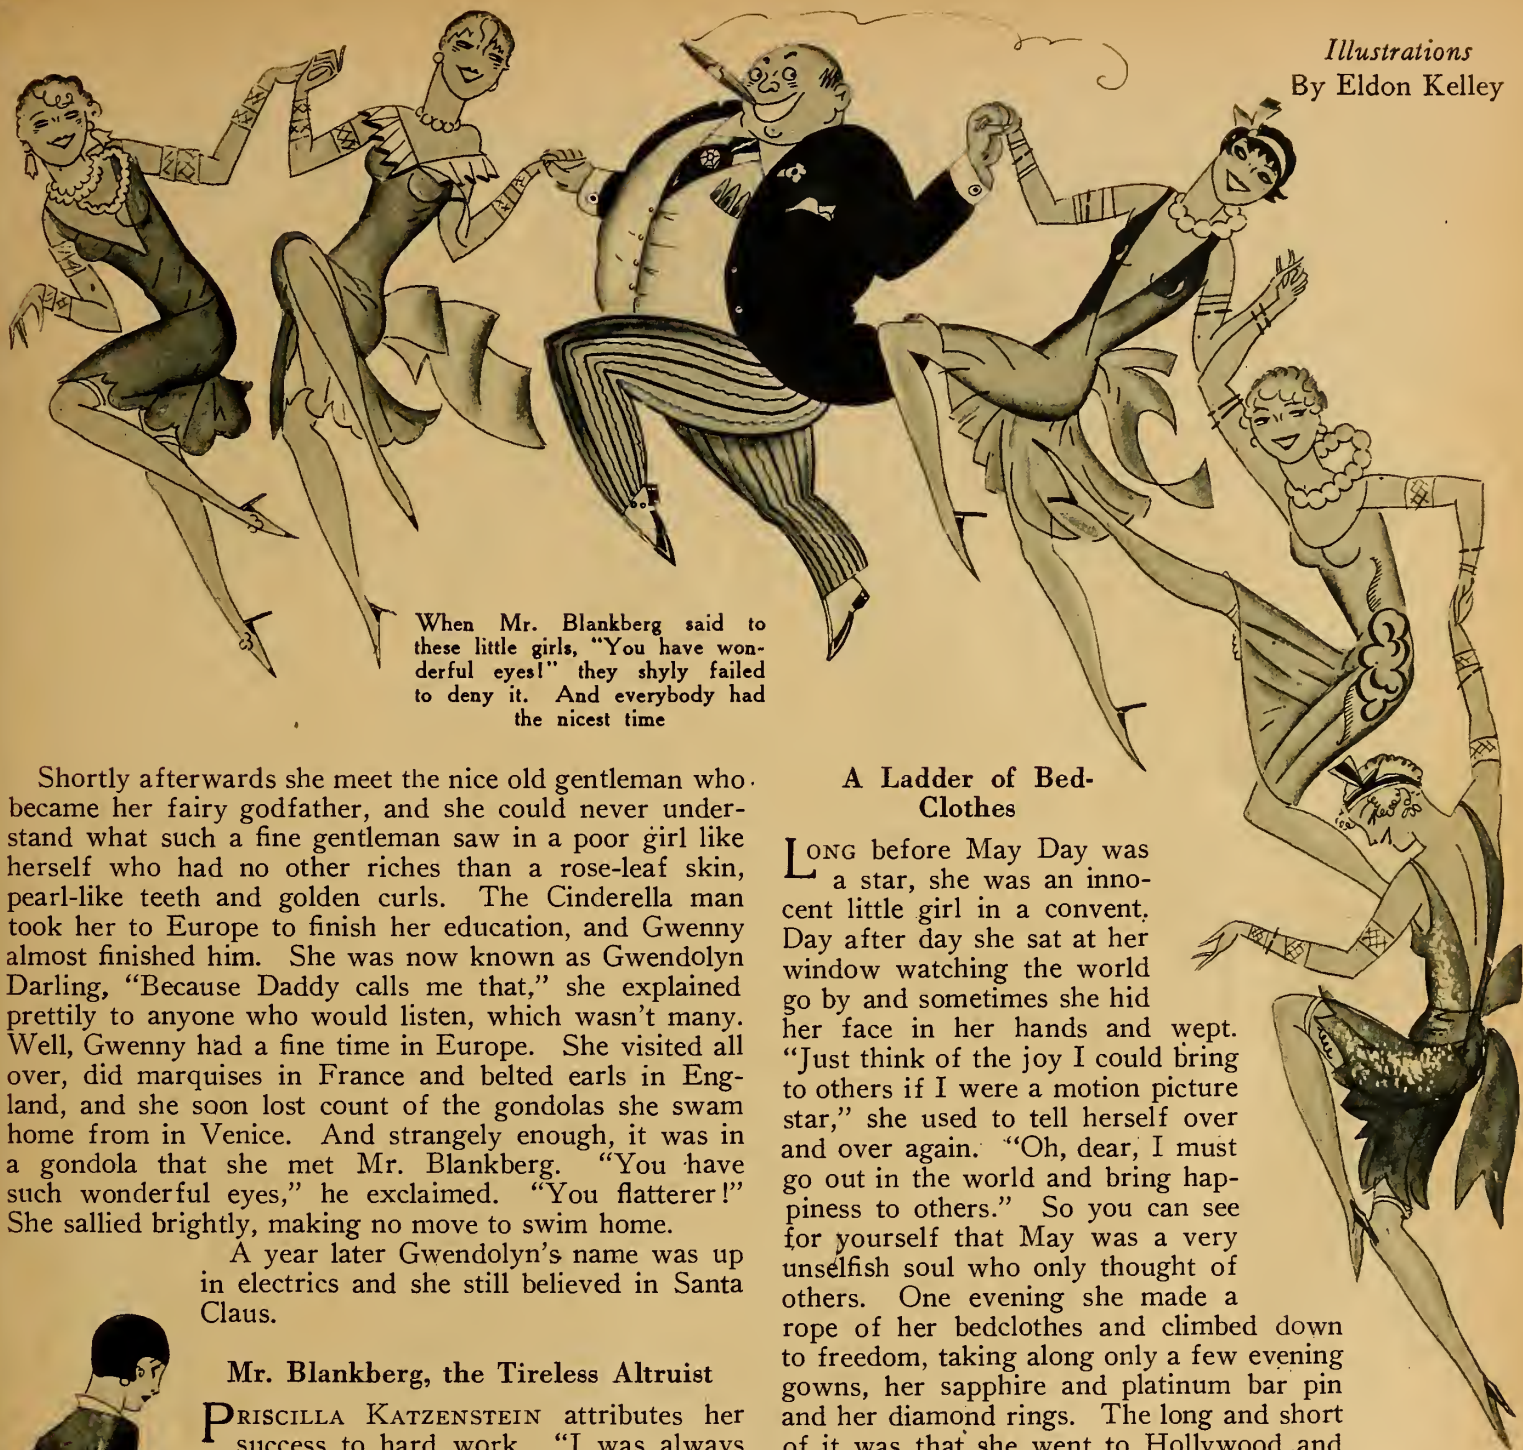 Illustrations
By Eldon Kelley
When Mr. Blankberg said to
these little girls, "You have won-
derful eyes!" they shyly failed
to deny it. And everybody had
the nicest time
Shortly afterwards she meet the nice old gentleman who
became her fairy godfather, and she could never under-
stand what such a fine gentleman saw in a poor girl like
herself who had no other riches than a rose-leaf skin,
pearl-like teeth and golden curls. The Cinderella man
took her to Europe to finish her education, and Gwenny
almost finished him. She was now known as Gwendolyn
Darling, "Because Daddy calls me that," she explained
prettily to anyone who would listen, which wasn't many.
Well, Gwenny had a fine time in Europe. She visited all
over, did marquises in France and belted earls in Eng-
land, and she soon lost count of the gondolas she swam
home from in Venice. And strangely enough, it was in
a gondola that she met Mr. Blankberg. "You have
such wonderful eyes," he exclaimed. "You flatterer!"
She sallied brightly, making no move to swim home.
A year later Gwendolyn's name was up
in electrics and she still believed in Santa
Claus.
Mr. Blankberg, the Tireless Altruist
PRISCILLA KATZENSTEIN attributes her
success to hard work. "I was always
A Ladder of Bed-
Clothes
LONG before May Day was
a star, she was an inno-
cent little girl in a convent.
Day after day she sat at her
window watching the world
go by and sometimes she hid
her face in her hands and wept.
"Just think of the joy I could bring
to others if I were a motion picture
star," she used to tell herself over
and over again. "Oh, dear, I must
go out in the world and bring hap-
piness to others." So you can see
for yourself that May was a very
unselfish soul who only thought of
others. One evening she made a
rope of her bedclothes and climbed down
to freedom, taking along only a few evening
gowns, her sapphire and platinum bar pin
and her diamond rings. The long and short
of it was that she went to Hollywood and